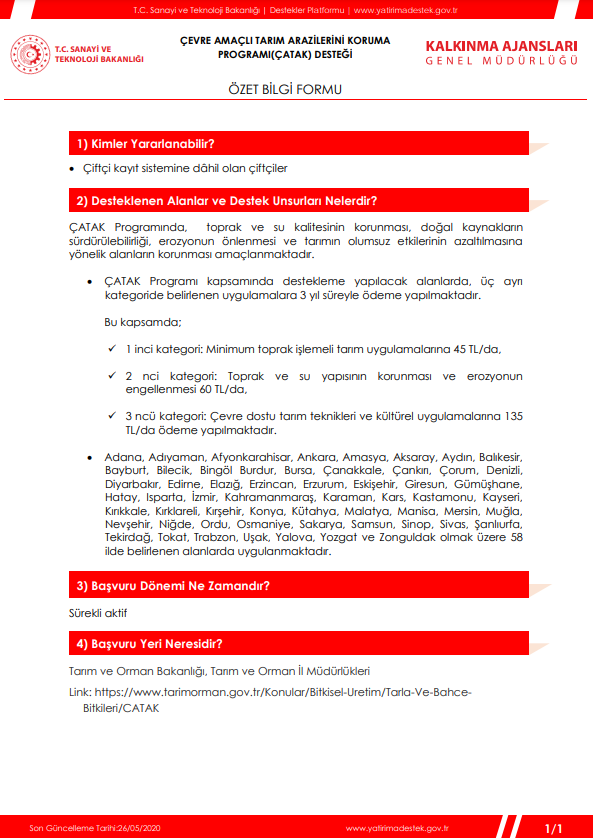 T.C. Sanayi ve Teknoloji Bakanlığı | Destekler Platformu | www.yatirimadestek.gov.tr
T.C. SANAYİ VE
TEKNOLOJİ BAKANLIĞI
ÇEVRE AMAÇLI TARIM ARAZİLERİNİ KORUMA
PROGRAMI(ÇATAK) DESTEĞİ
KALKINMA AJANSLARI
GENEL MÜDÜRLÜĞÜ
ÖZET BİLGİ FORMU
1) Kimler Yararlanabilir?
• Çiftçi kayıt sistemine dâhil olan çiftçiler
2) Desteklenen Alanlar ve Destek Unsurları Nelerdir?
ÇATAK Programında, toprak ve su kalitesinin korunması, doğal kaynakların
sürdürülebilirliği, erozyonun önlenmesi ve tarımın olumsuz etkilerinin azaltılmasına
yönelik alanların korunması amaçlanmaktadır.
• ÇATAK Programı kapsamında destekleme yapılacak alanlarda, üç ayrı
kategoride belirlenen uygulamalara 3 yıl süreyle ödeme yapılmaktadır.
Bu kapsamda;
✓ 1 inci kategori: Minimum toprak işlemeli tarım uygulamalarına 45 TL/da,
✓ 2 nci kategori: Toprak ve su yapısının korunması ve erozyonun
engellenmesi 60 TL/da,
✓ 3 ncü kategori: Çevre dostu tarım teknikleri ve kültürel uygulamalarına 135
TL/da ödeme yapılmaktadır.
• Adana, Adıyaman, Afyonkarahisar, Ankara, Amasya, Aksaray, Aydın, Balıkesir,
Bayburt, Bilecik, Bingöl Burdur, Bursa, Çanakkale, Çankırı, Çorum, Denizli,
Diyarbakır, Edirne, Elazığ, Erzincan, Erzurum, Eskişehir, Giresun, Gümüşhane,
Hatay, Isparta, İzmir, Kahramanmaraş, Karaman, Kars, Kastamonu, Kayseri,
Kırıkkale, Kırklareli, Kırşehir, Konya, Kütahya, Malatya, Manisa, Mersin, Muğla,
Nevşehir, Niğde, Ordu, Osmaniye, Sakarya, Samsun, Sinop, Sivas, Şanlıurfa,
Tekirdağ, Tokat, Trabzon, Uşak, Yalova, Yozgat ve Zonguldak olmak üzere 58
ilde belirlenen alanlarda uygulanmaktadır.
3) Başvuru Dönemi Ne Zamandır?
Sürekli aktif
4) Başvuru Yeri Neresidir?
Tarım ve Orman Bakanlığı, Tarım ve Orman İl Müdürlükleri
Link: https://www.tarimorman.gov.tr/Konular/Bitkisel-Uretim/Tarla-Ve-Bahce-
Bitkileri/CATAK
Son Güncelleme Tarihi:26/05/2020
www.yatirimadestek.gov.tr
1/1